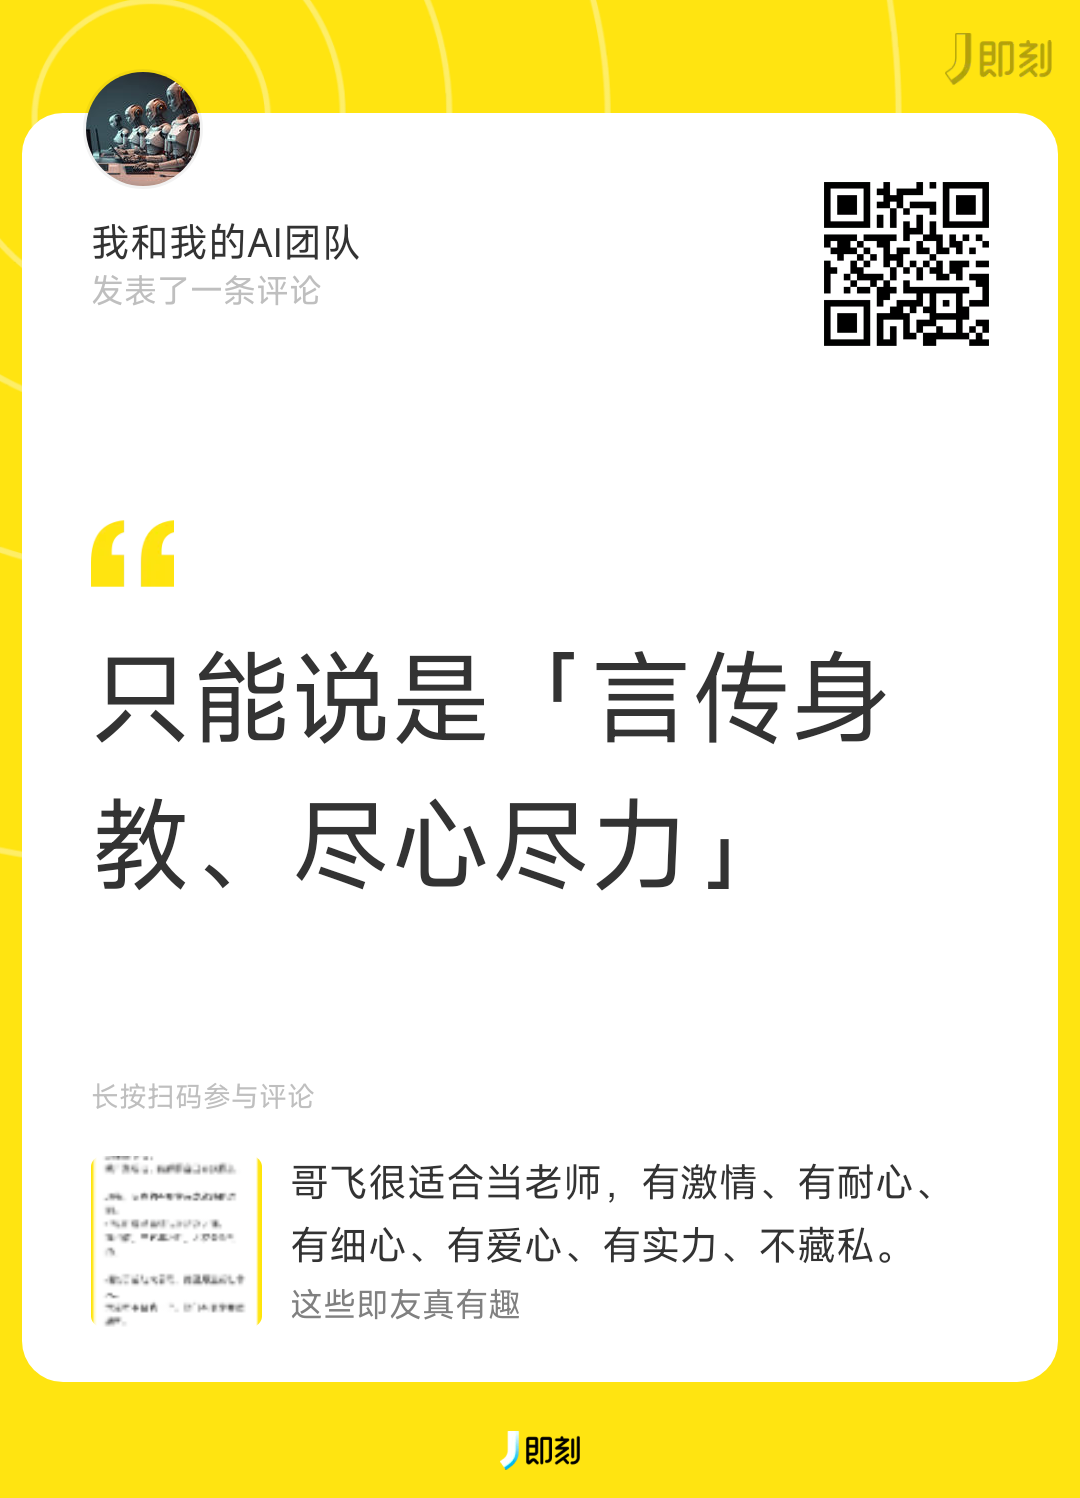 即刻
我和我的AI团队
发表了一条评论
只能说是「言传身
教、尽心尽力」
长按扫码参与评论
哥飞很适合当老师，有激情、有耐心、
有细心、有爱心、有实力、不藏私。
这些即友真有趣
即刻